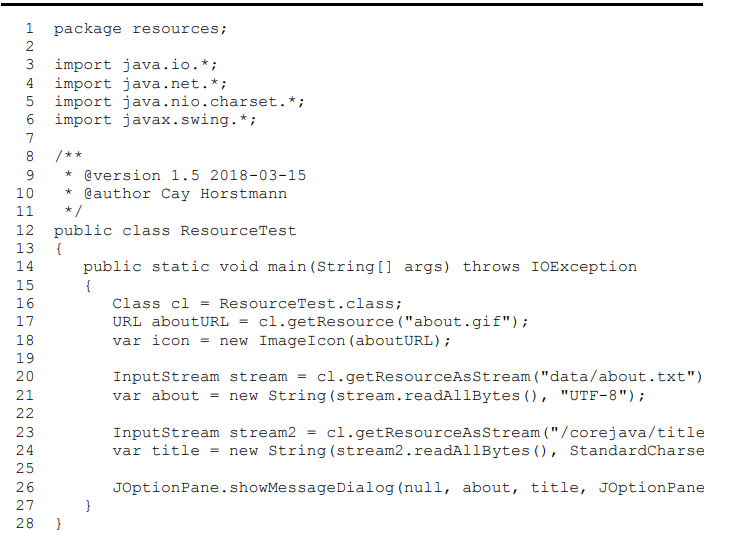 1 package resources;
2
3 import java.io.*;
4 import java.net.*;
5 import java.nio.charset.*;
6 import javax.swing.*;
7
8 /**
9 * @version 1.5 2018-03-15
10 * @author Cay Horstmann
11 */
12 public class ResourceTest
13 {
14 public static void main(String[] args) throws IOException
15 {
16 Class cl = ResourceTest.class;
17 URL aboutURL = cl.getResource("about.gif");
18 var icon = new ImageIcon(aboutURL);
19
20 InputStream stream = cl.getResourceAsStream("data/about.txt")
21 var about = new String(stream.readAllBytes(), "UTF-8");
22
23 InputStream stream2 = cl.getResourceAsStream("/corejava/title
24 var title = new String(stream2.readAllBytes(), StandardCharse
25
26 JOptionPane.showMessageDialog(null, about, title, JOptionPane
27 }
28 }